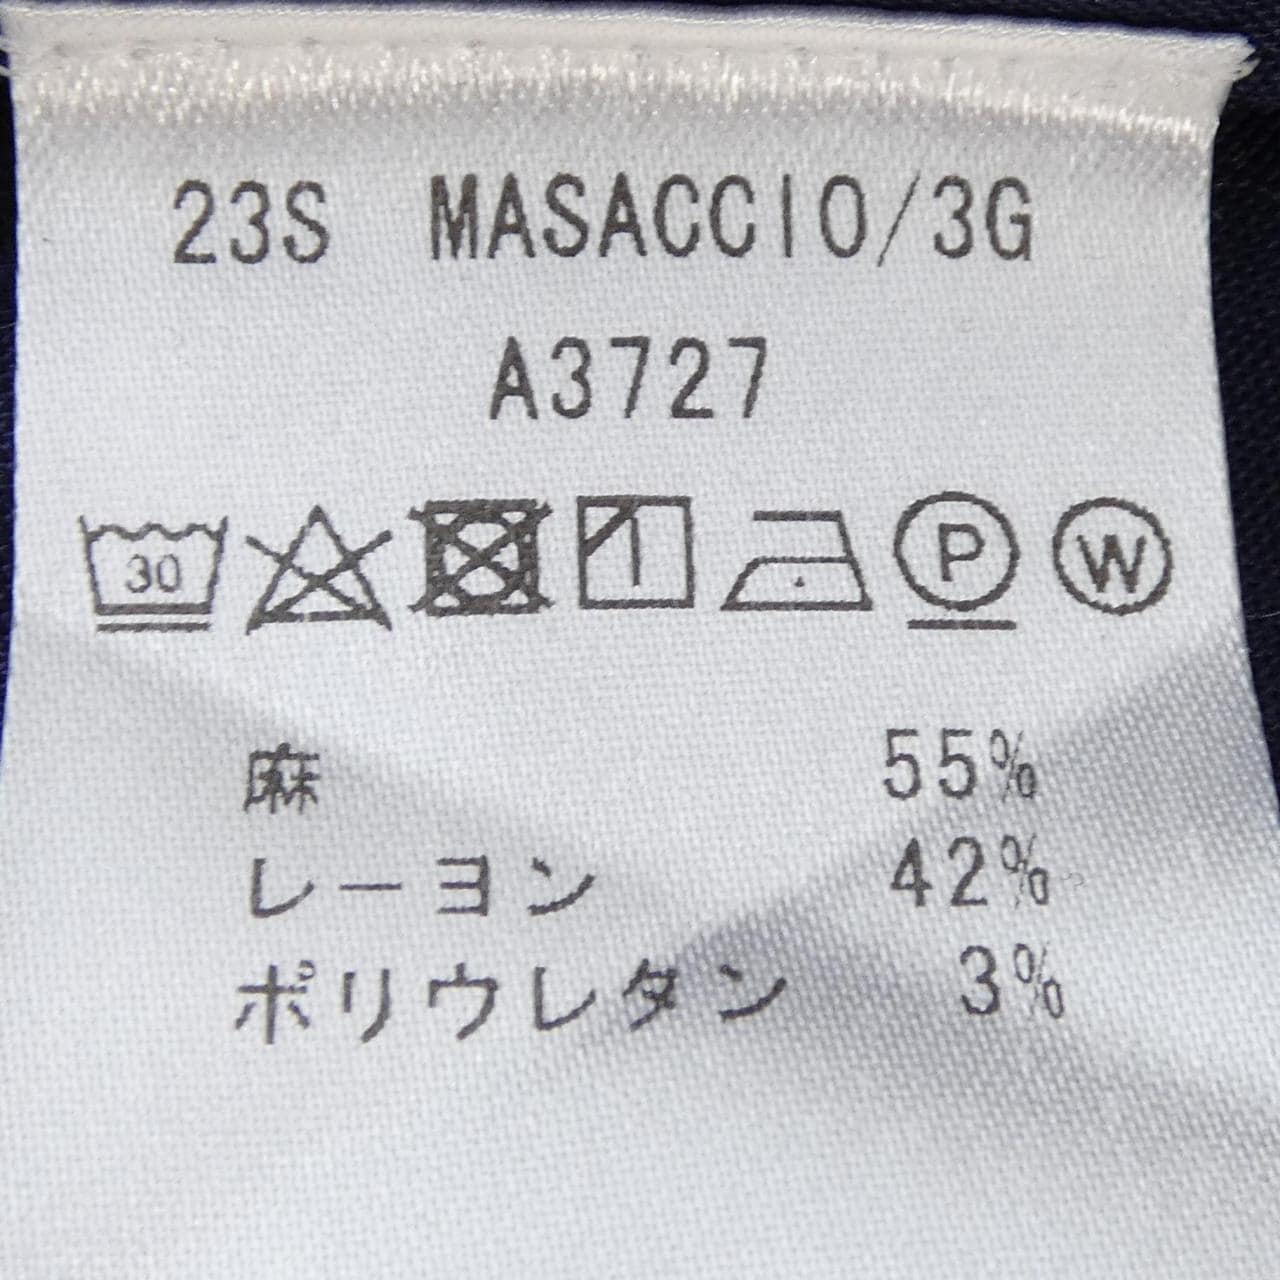 23S MASACCIO/3G
A3727
30 P W
麻 55%
レーヨン 42%
ポリウレタン 3%